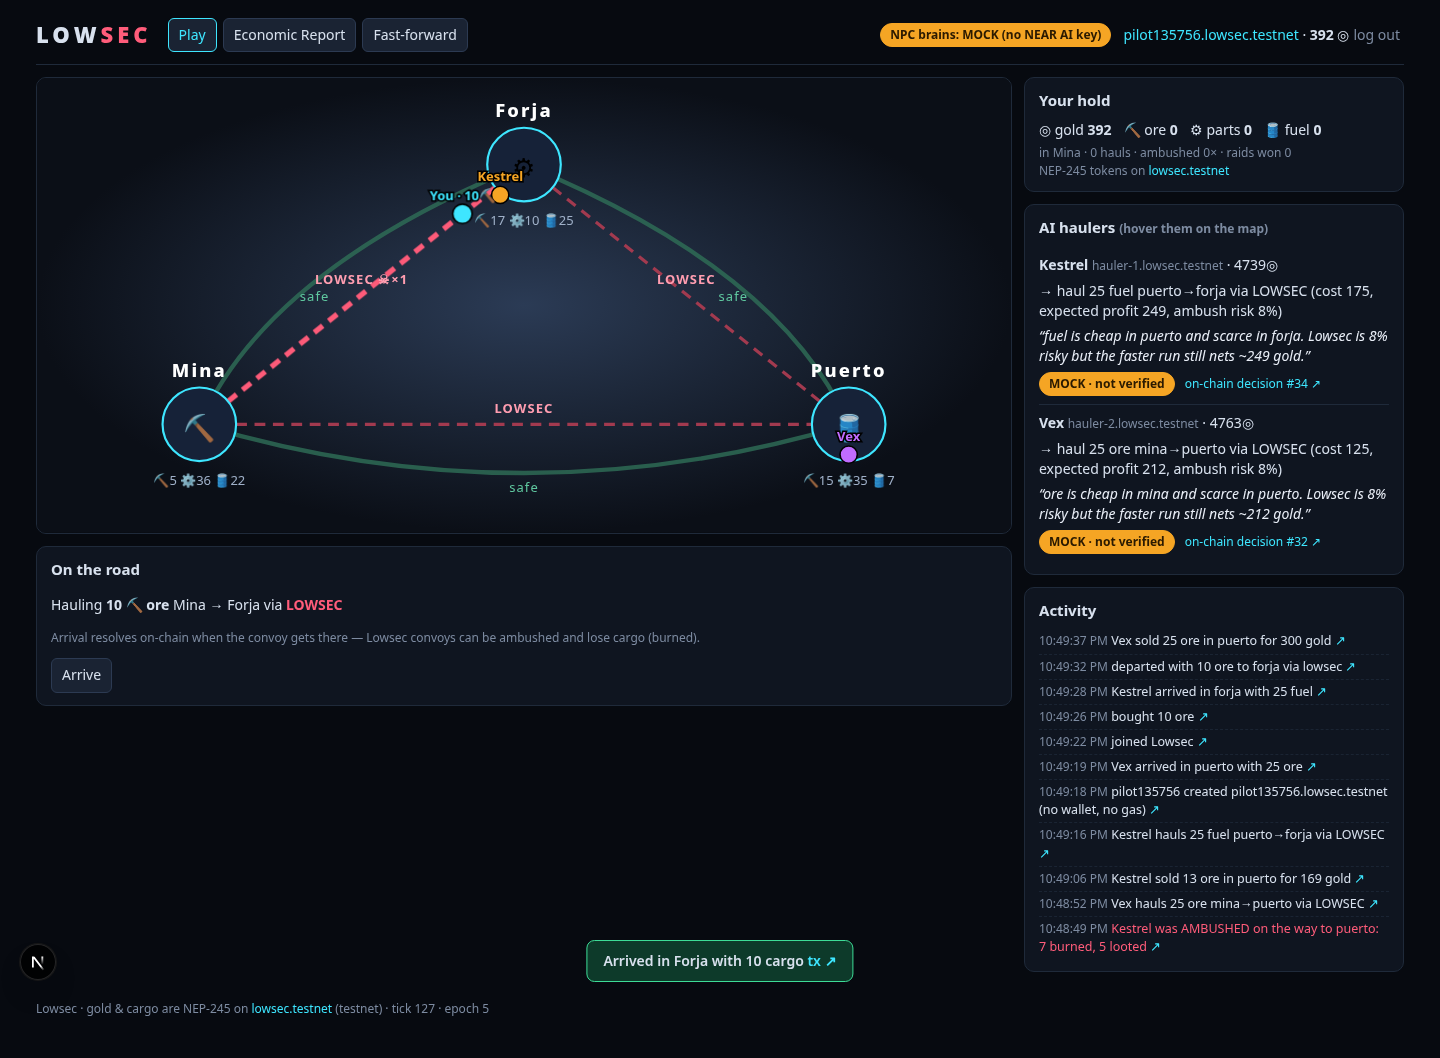 LOWSEC
Play
Economic Report
Fast-forward
NPC brains: MOCK (no NEAR AI key)
pilot135756.lowsec.testnet · 392 ◎ log out
Forja
Kestrel
You · 10
17 10 25
LOWSEC ☠×1
safe
LOWSEC
safe
Mina
Puerto
LOWSEC
Vex
5 36 22
15 35 7
safe
On the road
Hauling 10 ⛏️ ore Mina → Forja via LOWSEC
Arrival resolves on-chain when the convoy gets there — Lowsec convoys can be ambushed and lose cargo (burned).
Arrive
Your hold
◎ gold 392 ⛏️ ore 0 ⚙ parts 0 🛢️ fuel 0
in Mina · 0 hauls · ambushed 0× · raids won 0
NEP-245 tokens on lowsec.testnet
AI haulers (hover them on the map)
Kestrel hauler-1.lowsec.testnet · 4739◎
→ haul 25 fuel puerto→forja via LOWSEC (cost 175,
expected profit 249, ambush risk 8%)
“fuel is cheap in puerto and scarce in forja. Lowsec is 8%
risky but the faster run still nets ~249 gold.”
MOCK · not verified
on-chain decision #34 ↗
Vex hauler-2.lowsec.testnet · 4763◎
→ haul 25 ore mina→puerto via LOWSEC (cost 125,
expected profit 212, ambush risk 8%)
“ore is cheap in mina and scarce in puerto. Lowsec is 8%
risky but the faster run still nets ~212 gold.”
MOCK · not verified
on-chain decision #32 ↗
Activity
10:49:37 PM Vex sold 25 ore in puerto for 300 gold ↗
10:49:32 PM departed with 10 ore to forja via lowsec ↗
10:49:28 PM Kestrel arrived in forja with 25 fuel ↗
10:49:26 PM bought 10 ore ↗
10:49:22 PM joined Lowsec ↗
10:49:19 PM Vex arrived in puerto with 25 ore ↗
10:49:18 PM pilot135756 created pilot135756.lowsec.testnet
(no wallet, no gas) ↗
10:49:16 PM Kestrel hauls 25 fuel puerto→forja via LOWSEC
↗
10:49:06 PM Kestrel sold 13 ore in puerto for 169 gold ↗
10:48:52 PM Vex hauls 25 ore mina→puerto via LOWSEC ↗
10:48:49 PM Kestrel was AMBUSHED on the way to puerto:
7 burned, 5 looted ↗
N
Arrived in Forja with 10 cargo tx ↗
Lowsec · gold & cargo are NEP-245 on lowsec.testnet (testnet) · tick 127 · epoch 5